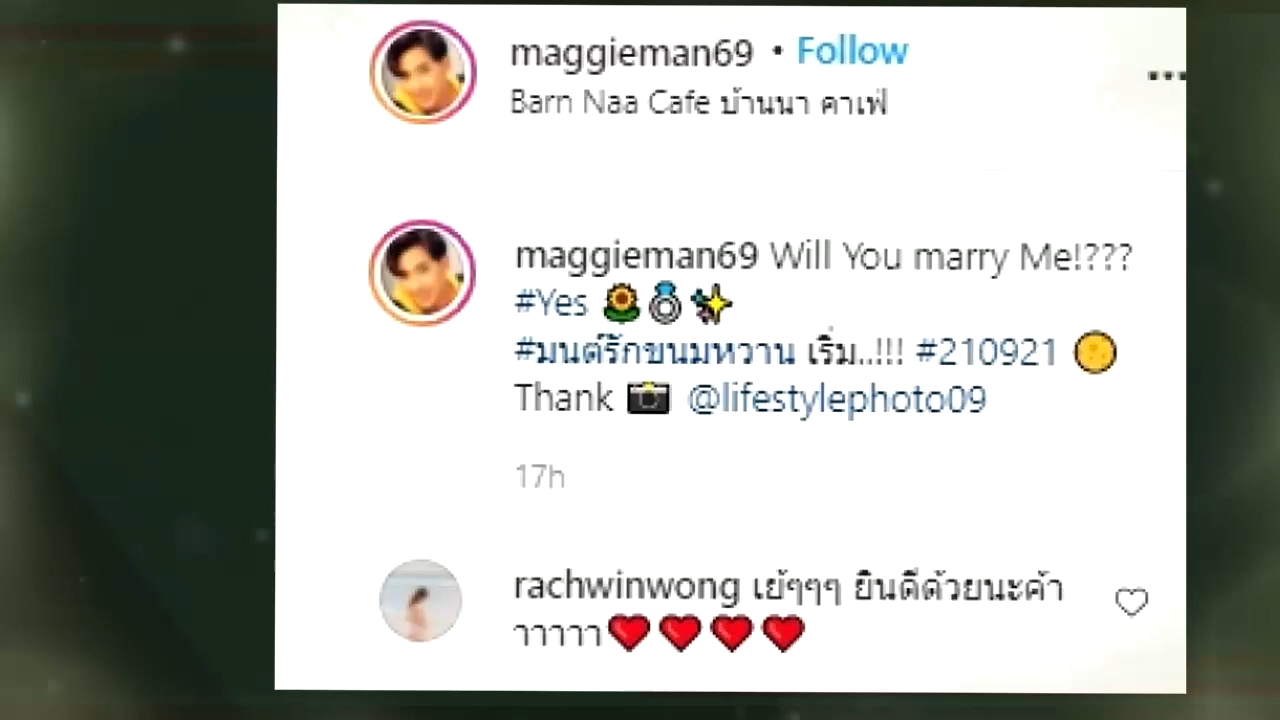 maggieman69 • Follow
Barn Naa Cafe บ้านนา คาเฟ่
maggieman69 Will You marry Me!???
#Yes 🌻💍✨
#มนต์รักขนมหวาน เริ่ม..!!! #210921 🌕
Thank 📸 @lifestylephoto09
17h
rachwinwong เย้ๆๆๆ ยินดีด้วยนะค้า
าาาาา❤️❤️❤️❤️